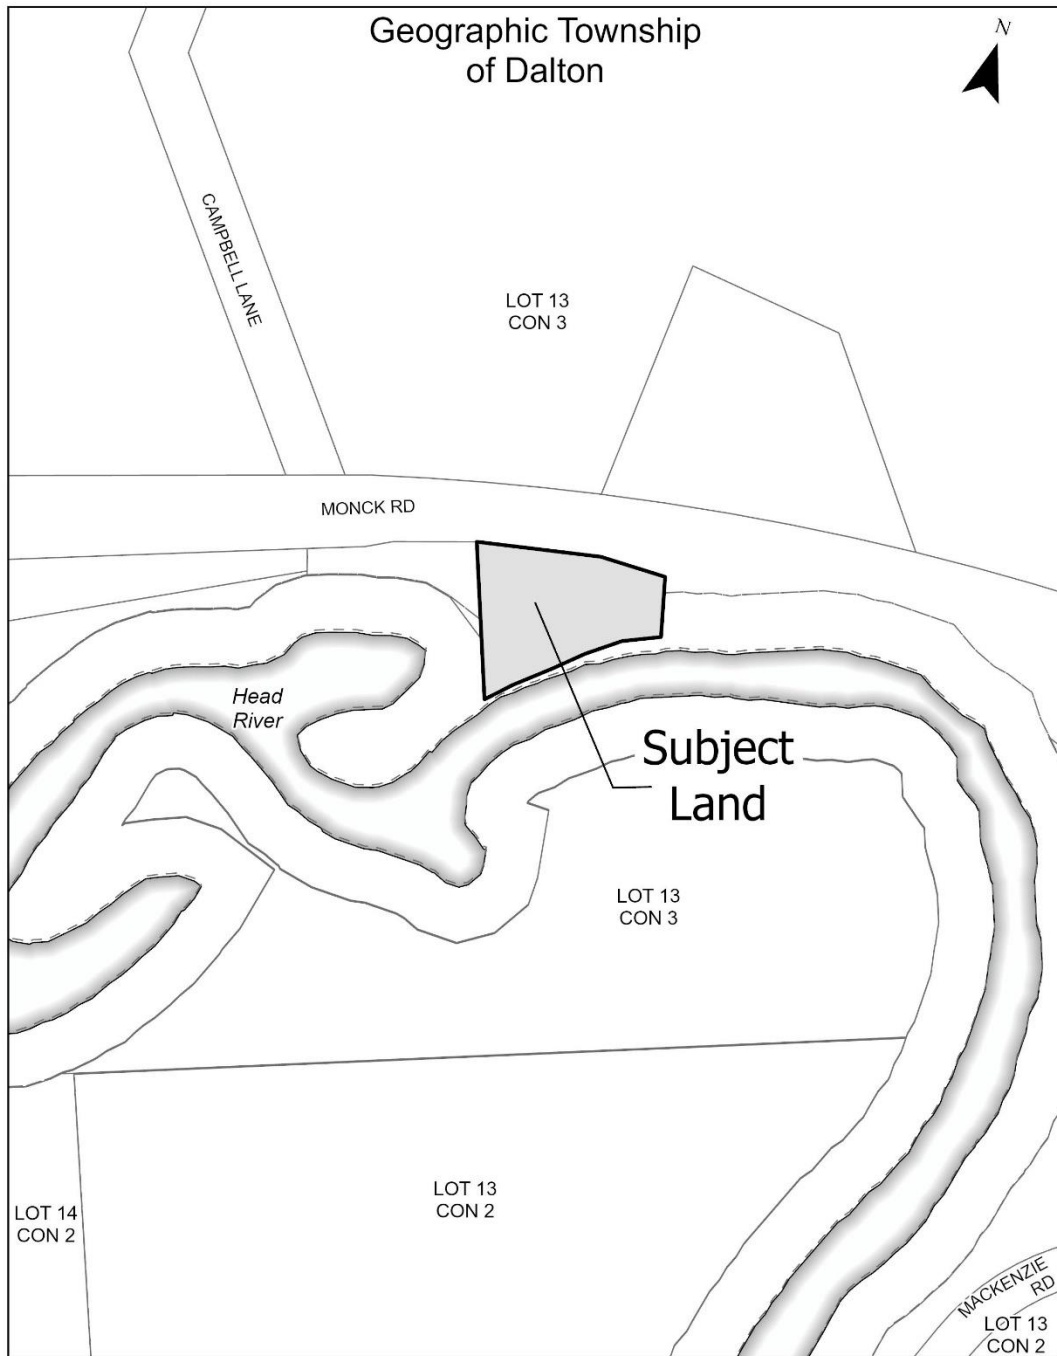 Geographic Township
of Dalton
N
CAMPBELL LANE
LOT 13
CON 3
MONCK RD
Head
River
Subject
Land
LOT 13
CON 3
LOT 13
CON 2
LOT 14
CON 2
MACKENZIE
RD
LOT 13
CON 2